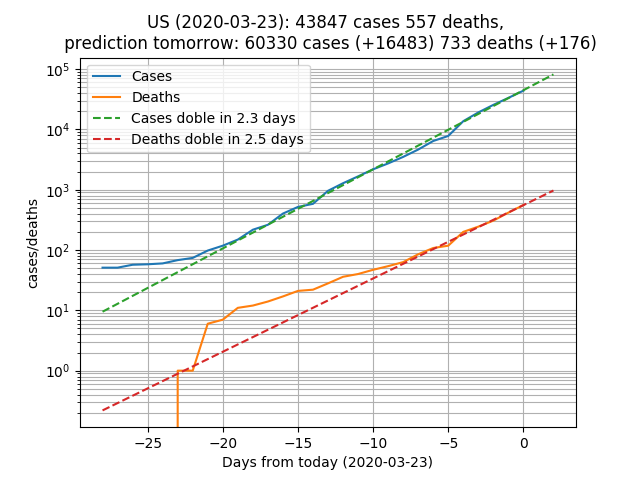 US (2020-03-23): 43847 cases 557 deaths,
prediction tomorrow: 60330 cases (+16483) 733 deaths (+176)
10^5
10^4
10^3
10^2
10^1
10^0
cases/deaths
Cases
Deaths
Cases doble in 2.3 days
Deaths doble in 2.5 days
−25 −20 −15 −10 −5 0
Days from today (2020-03-23)